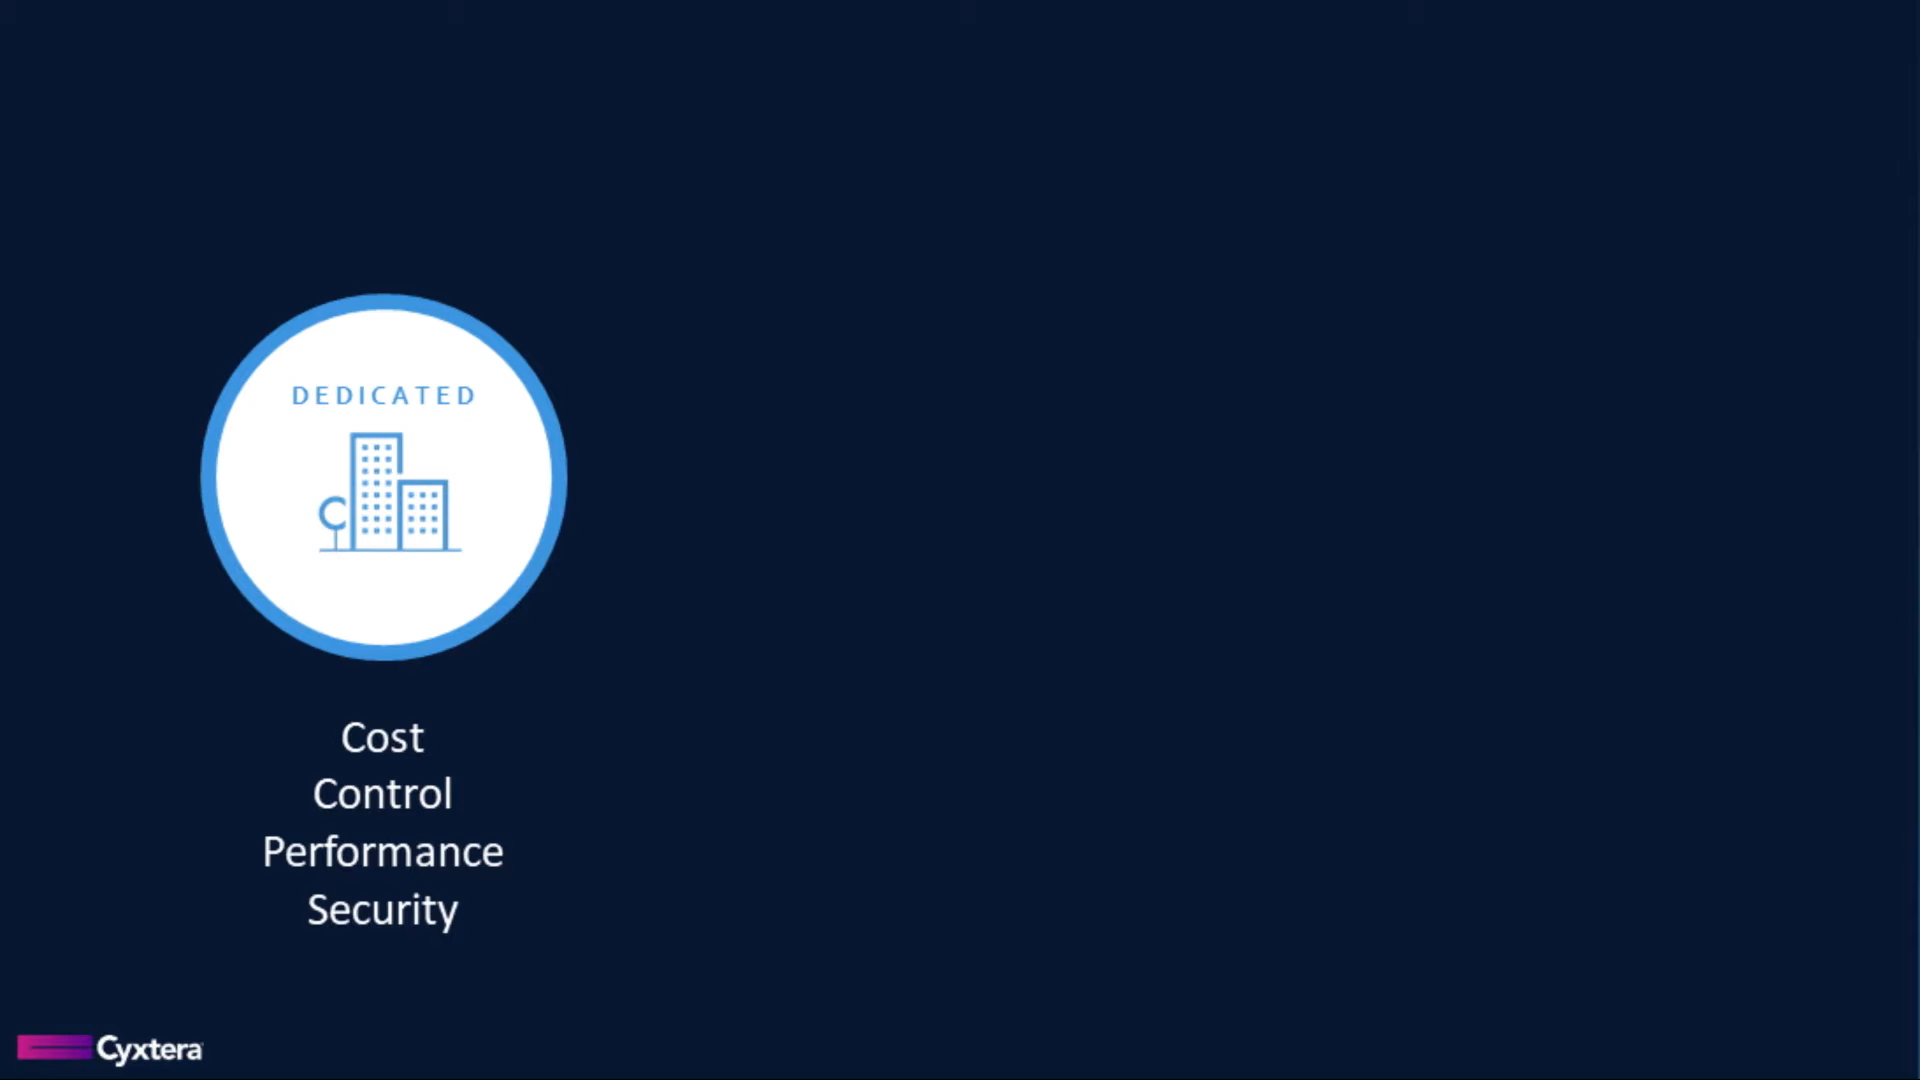 DEDICATED
Cost
Control
Performance
Security
Cyxtera